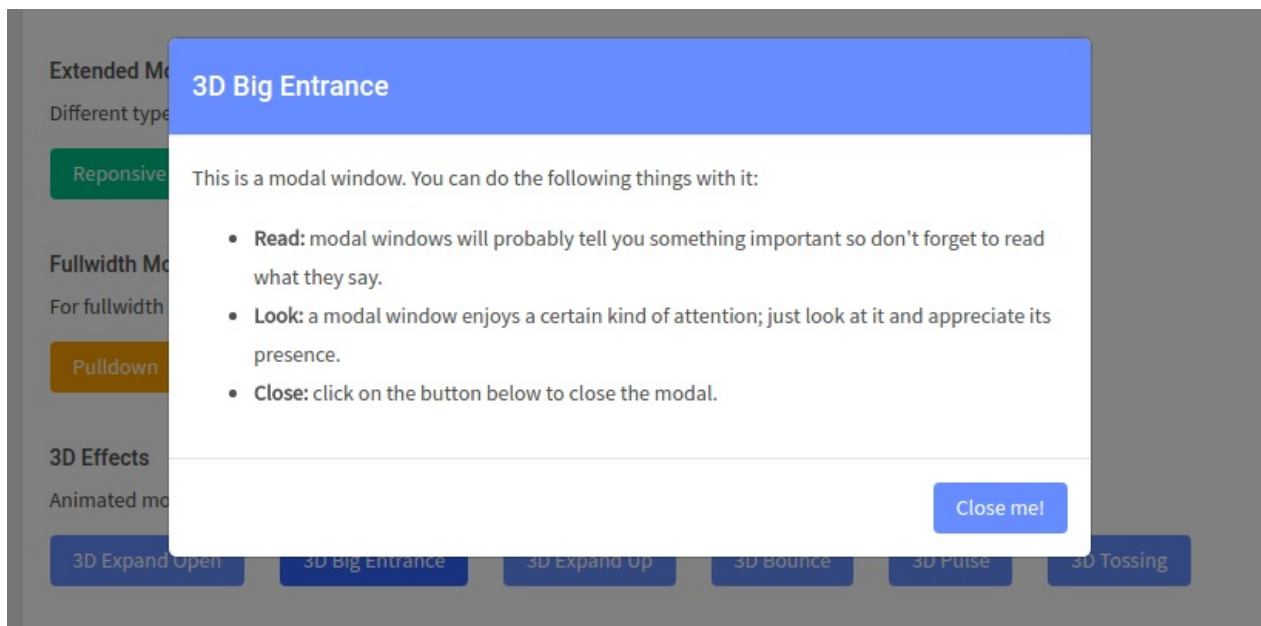 Extended Mo
3D Big Entrance
Different type
Reponsive
This is a modal window. You can do the following things with it:
• Read: modal windows will probably tell you something important so don't forget to read
what they say.
Fullwidth Mo
For fullwidth
• Look: a modal window enjoys a certain kind of attention; just look at it and appreciate its
presence.
Pulldown
• Close: click on the button below to close the modal.
3D Effects
Animated mo
Close me!
3D Expand Open 3D Big Entrance 3D Expand Up 3D Bounce 3D Pulse 3D Tossing